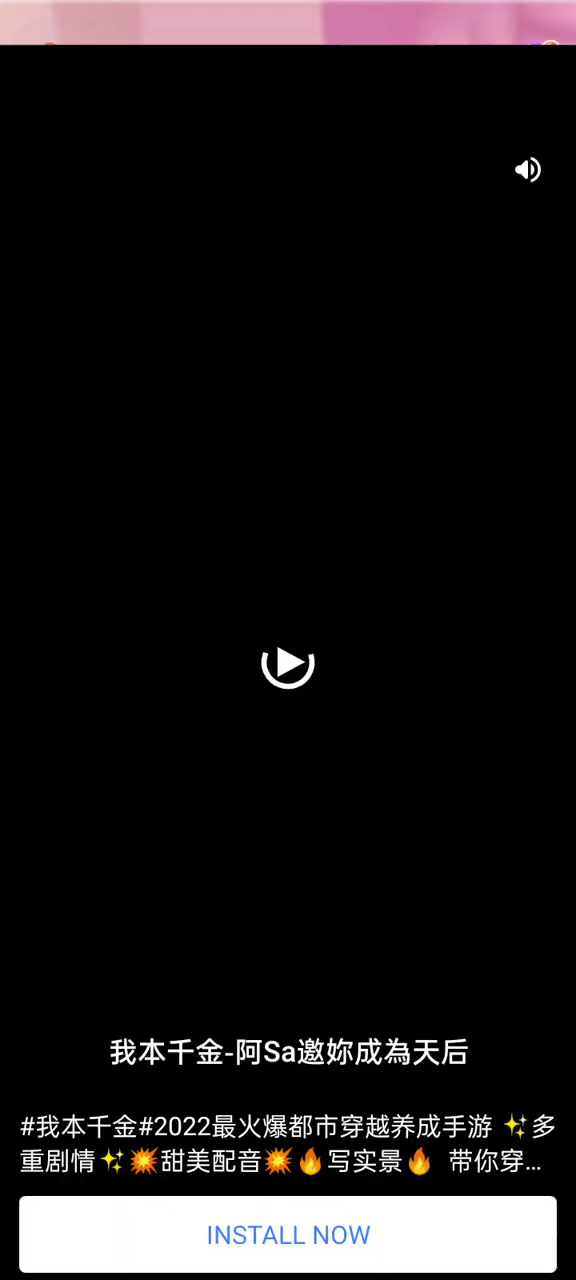 我本千金-阿Sa邀妳成為天后
#我本千金#2022最火爆都市穿越养成手游 ✨多
重剧情✨💥甜美配音💥🔥写实景🔥 带你穿...
INSTALL NOW